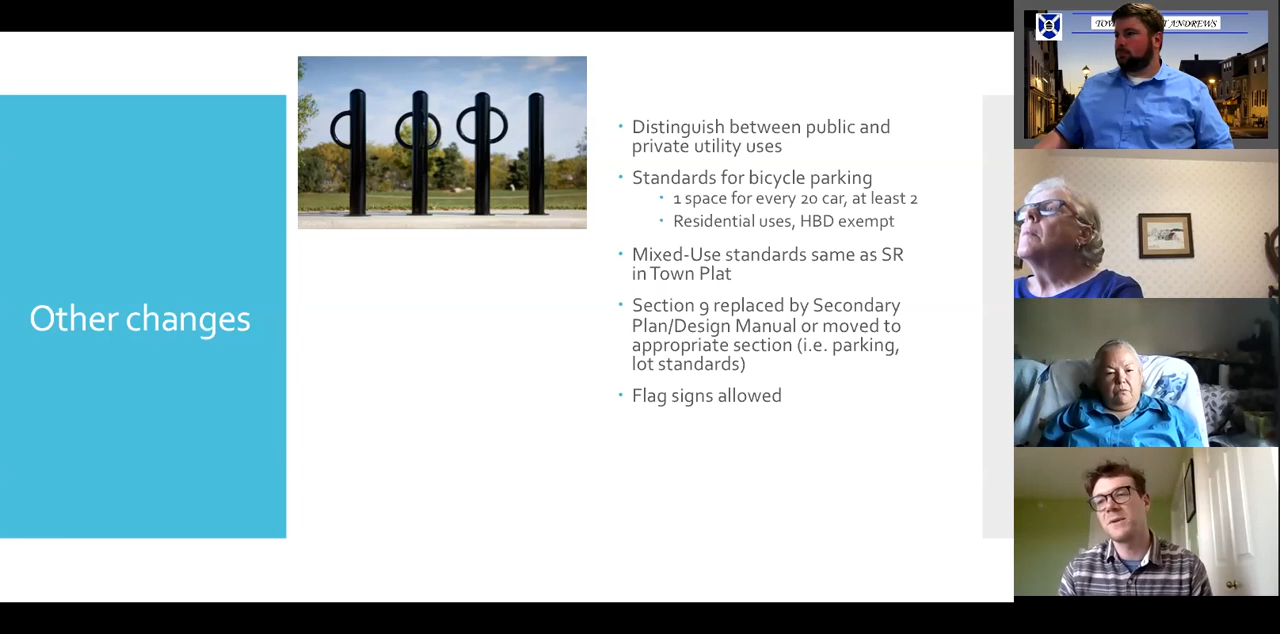 Other changes
Distinguish between public and
private utility uses
Standards for bicycle parking
1 space for every 20 car, at least 2
Residential uses, HBD exempt
Mixed-Use standards same as SR
in Town Plat
Section 9 replaced by Secondary
Plan/Design Manual or moved to
appropriate section (i.e. parking,
lot standards)
Flag signs allowed
ANDREWS